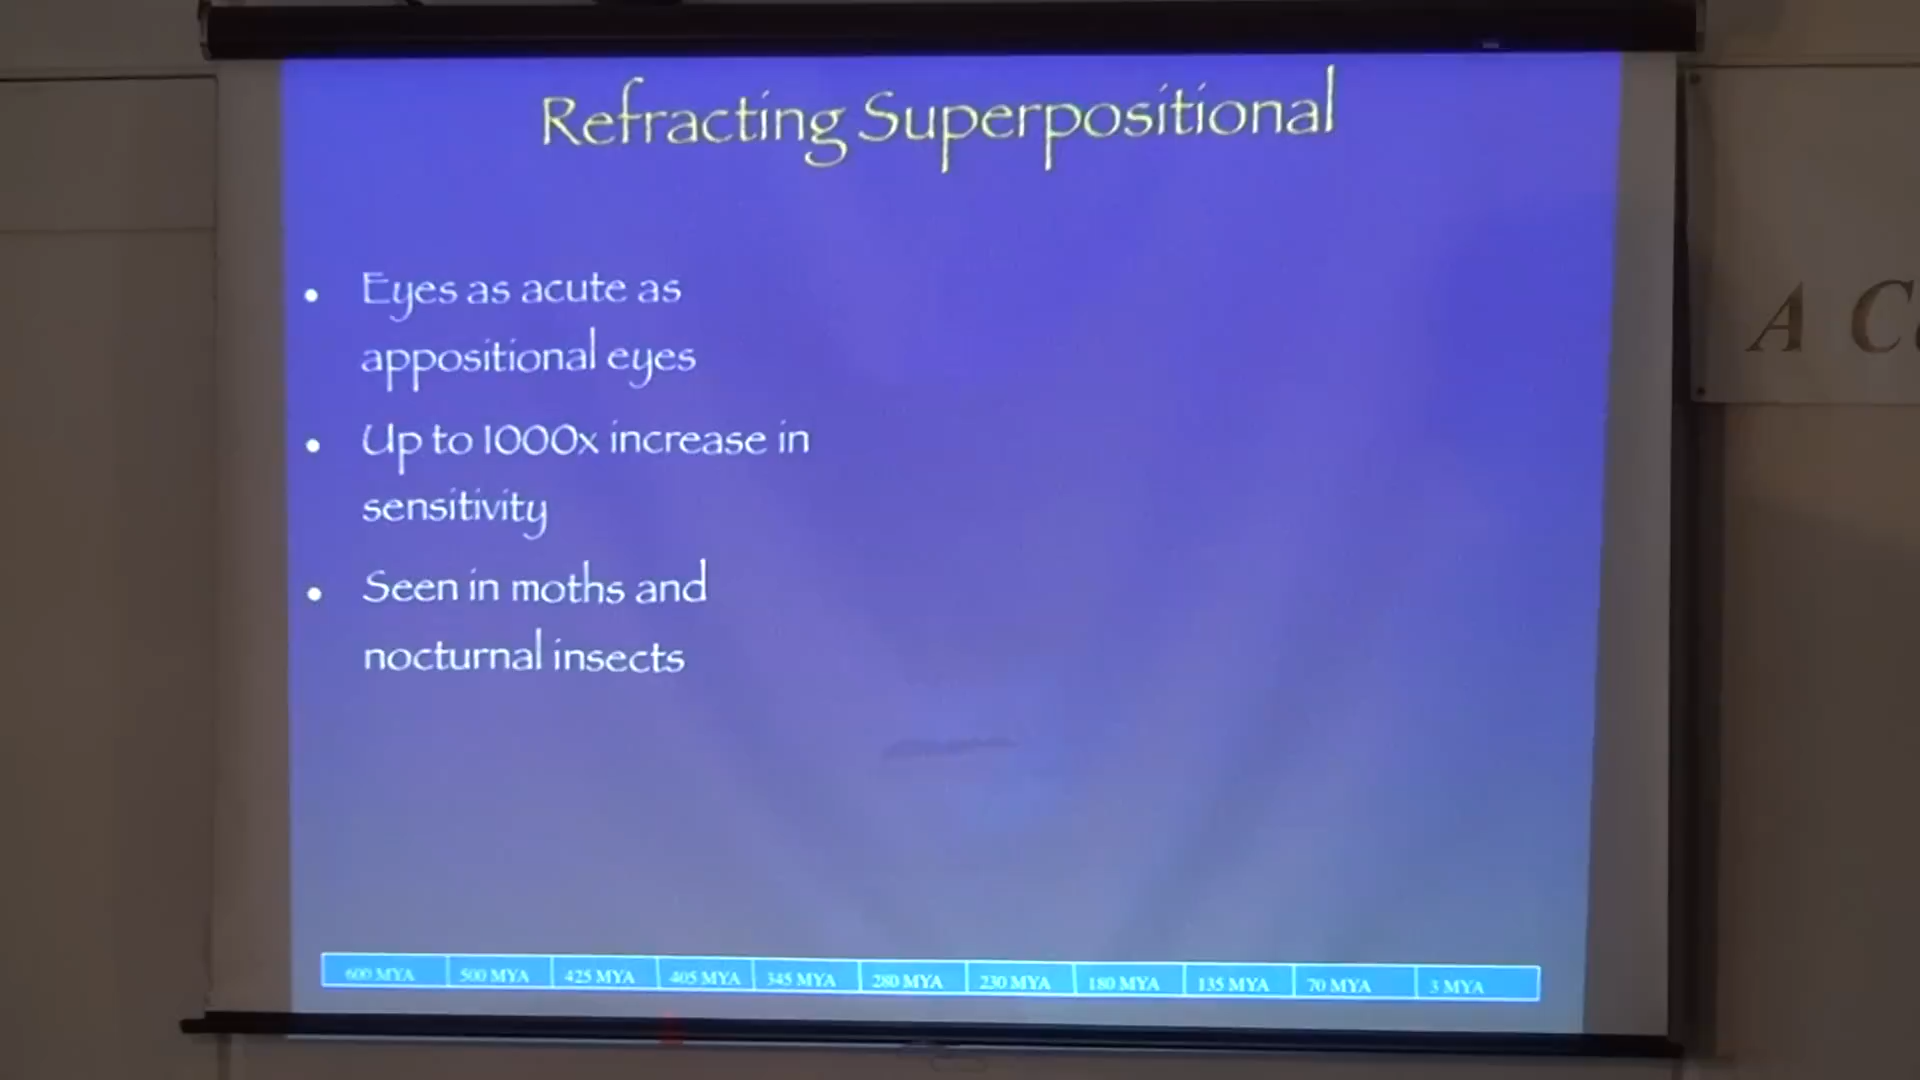 Refracting Superpositional
• Eyes as acute as
appositional eyes
• Up to 1000x increase in
sensitivity
• Seen in moths and
nocturnal insects
600 MYA 500 MYA 425 MYA 405 MYA 345 MYA 280 MYA 230 MYA 180 MYA 135 MYA 70 MYA 3 MYA
A